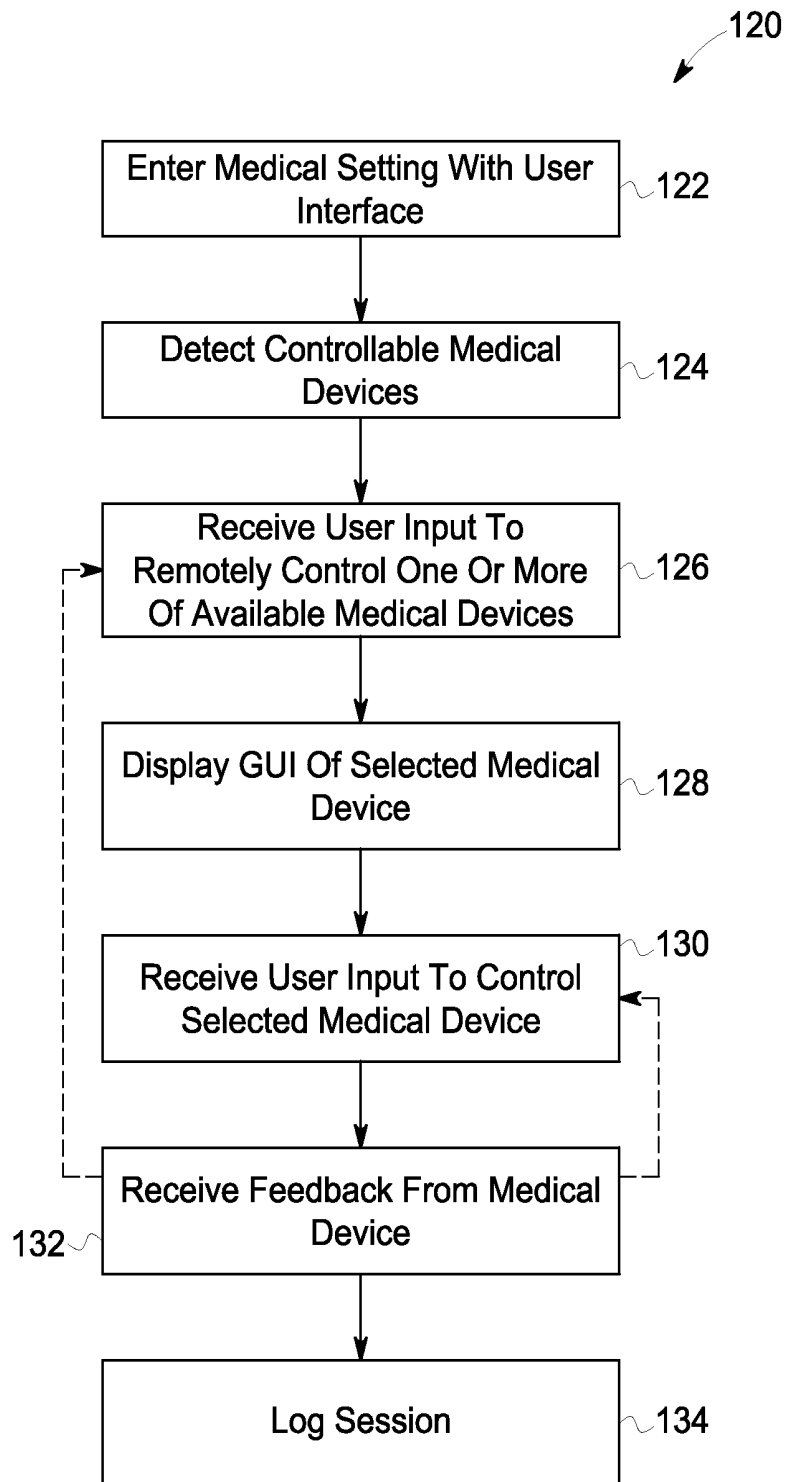 120
Enter Medical Setting With User
Interface
122
Detect Controllable Medical
Devices
124
Receive User Input To
Remotely Control One Or More
Of Available Medical Devices
126
Display GUI Of Selected Medical
Device
128
130
Receive User Input To Control
Selected Medical Device
Receive Feedback From Medical
Device
132
Log Session
134